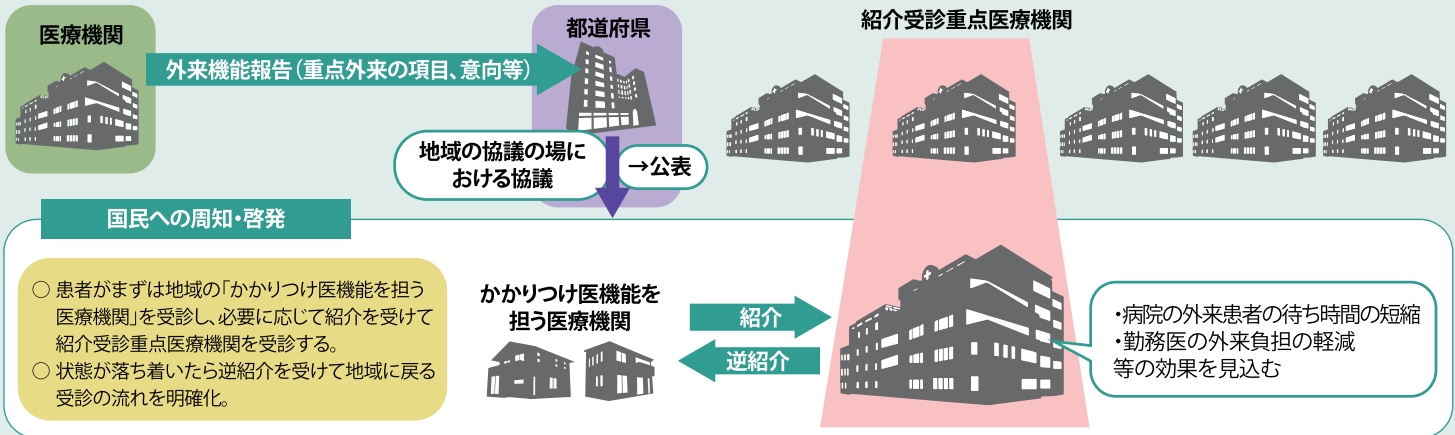 医療機関
外来機能報告（重点外来の項目、意向等）
都道府県
地域の協議の場に
おける協議
→公表
紹介受診重点医療機関
国民への周知・啓発
○ 患者がまずは地域の「かかりつけ医機能を担う
医療機関」を受診し、必要に応じて紹介を受けて
紹介受診重点医療機関を受診する。
○ 状態が落ち着いたら逆紹介を受けて地域に戻る
受診の流れを明確化。
かかりつけ医機能を
担う医療機関
紹介
逆紹介
・病院の外来患者の待ち時間の短縮
・勤務医の外来負担の軽減
等の効果を見込む